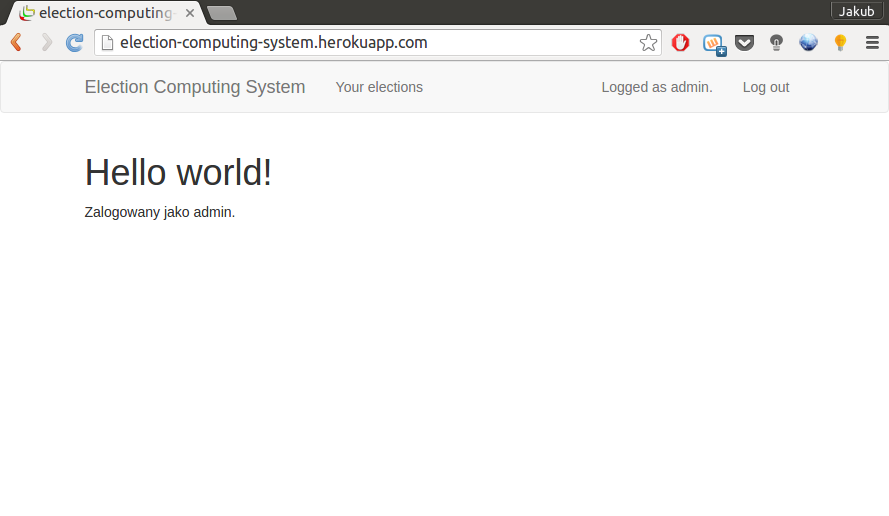 election-computing-
Jakub
election-computing-system.herokuapp.com
Election Computing System Your elections Logged as admin. Log out
Hello world!
Zalogowany jako admin.